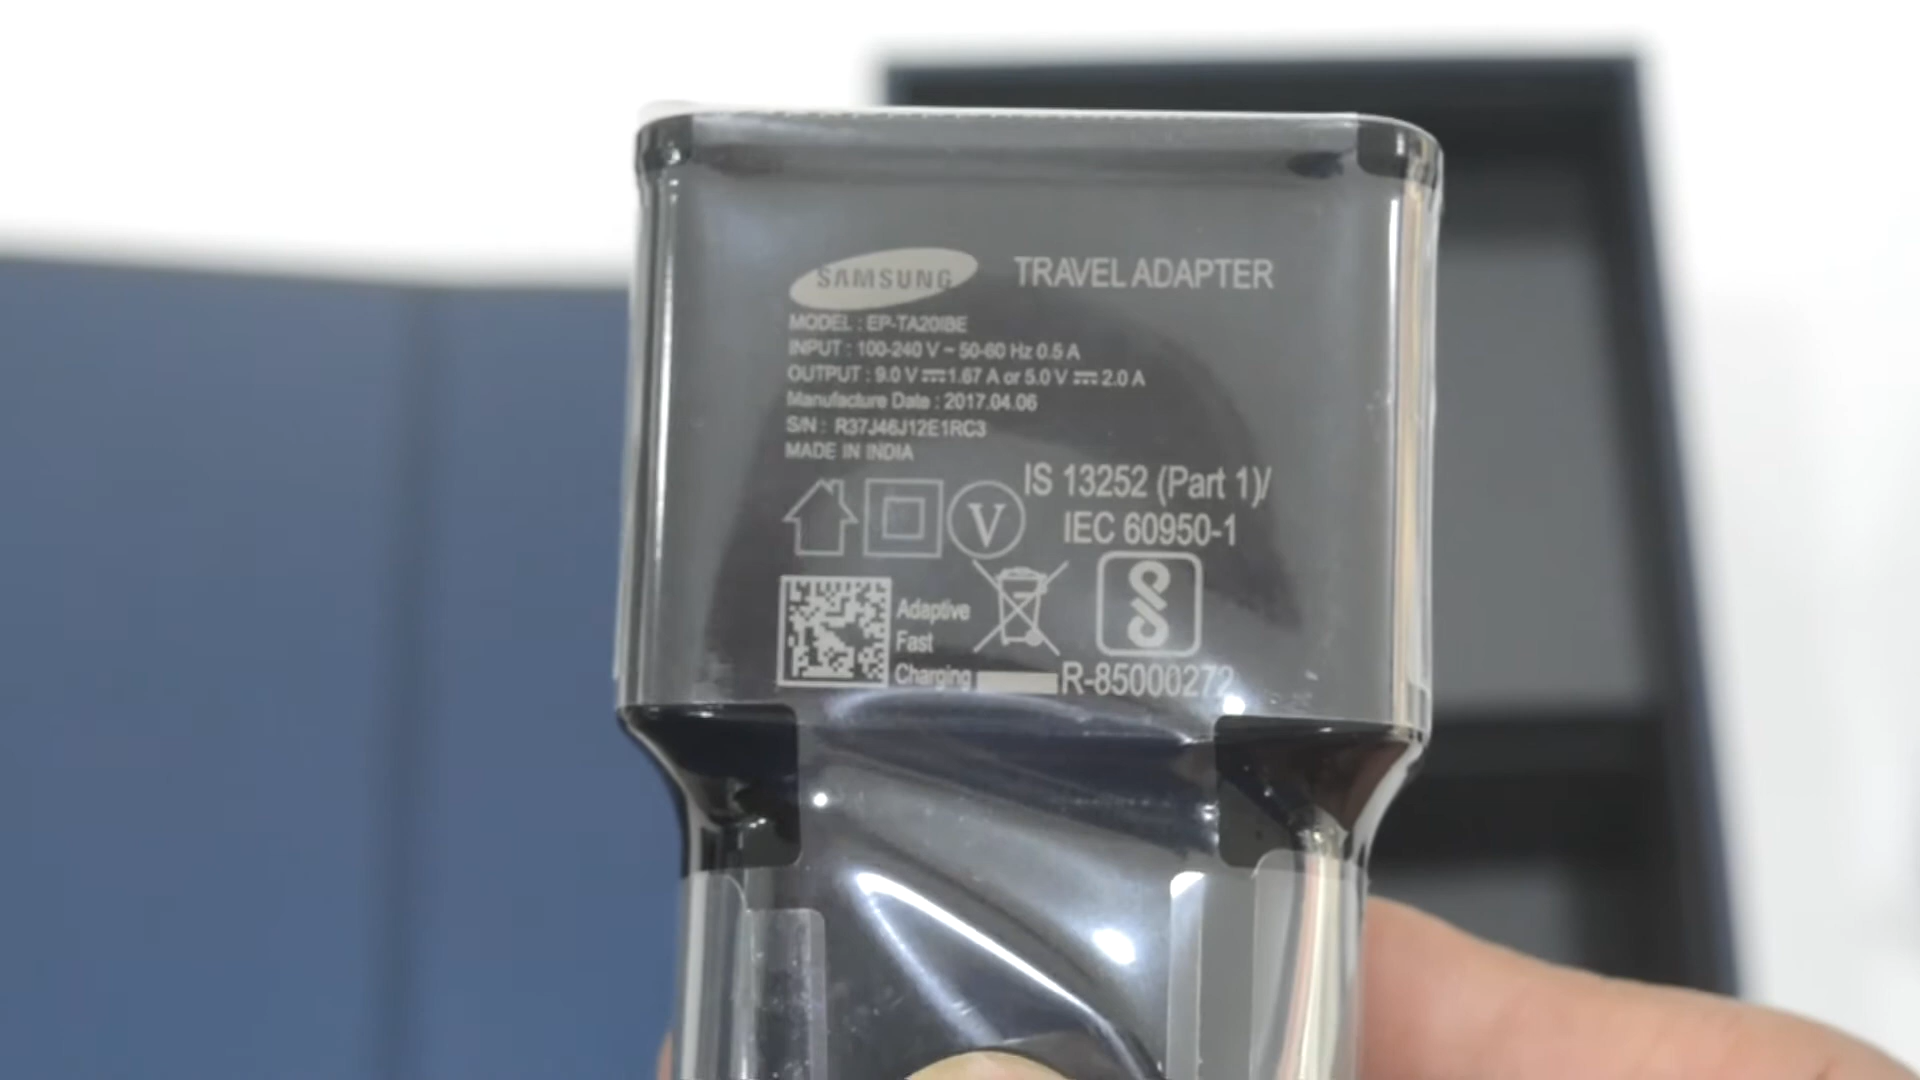 SAMSUNG TRAVEL ADAPTER
MODEL : EP-TA20IBE
INPUT : 100-240 V ~ 50-60 Hz 0.5 A
OUTPUT : 9.0 V ⎓ 1.67 A or 5.0 V ⎓ 2.0 A
Manufacture Date : 2017.04.06
S/N : R37J46J12E1RC3
MADE IN INDIA
IS 13252 (Part 1)/
IEC 60950-1
V
Adaptive
Fast
Charging
R-85000272